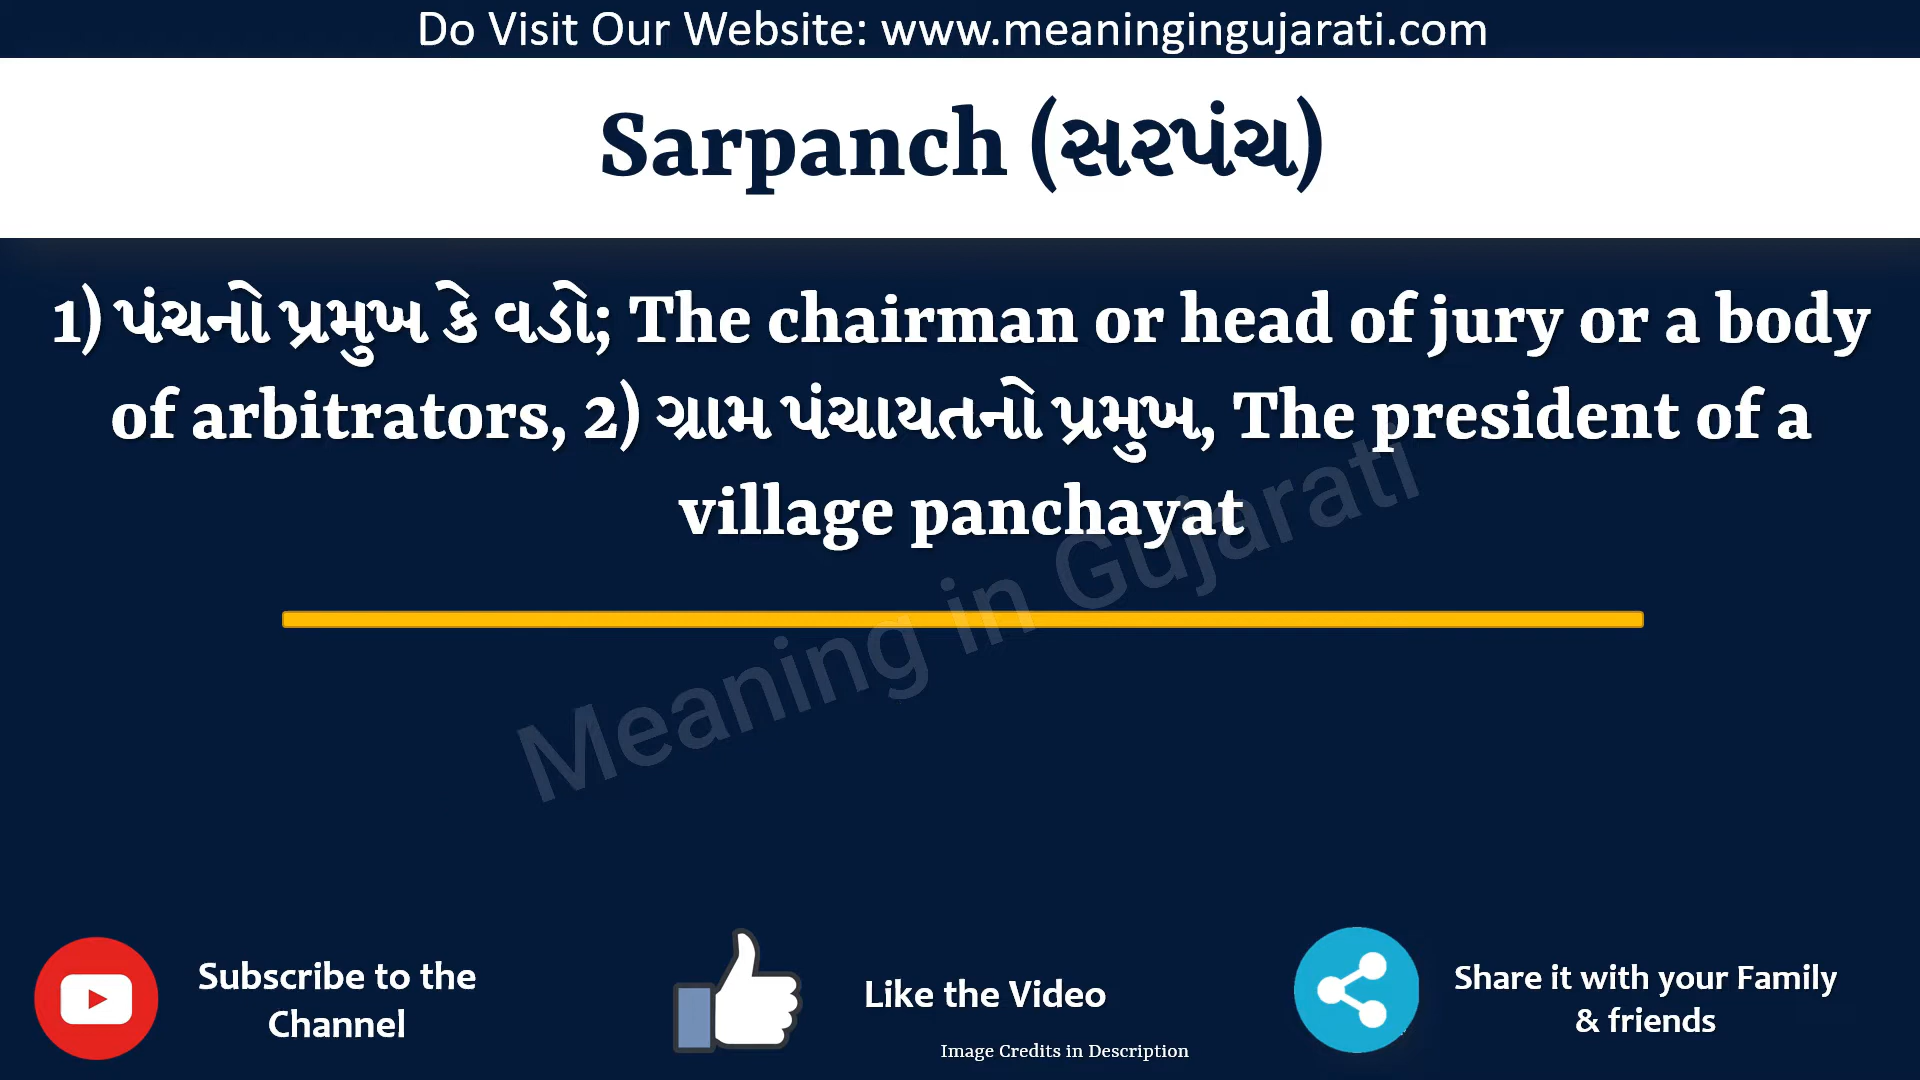 Do Visit Our Website: www.meaningingujarati.com
Sarpanch (સરપંચ)
1) પંચનો પ્રમુખ કે વડો; The chairman or head of jury or a body
of arbitrators, 2) ગ્રામ પંચાયતનો પ્રમુખ, The president of a
village panchayat
Meaning in Gujarati
Subscribe to the
Channel
Like the Video
Share it with your Family
& friends
Image Credits in Description